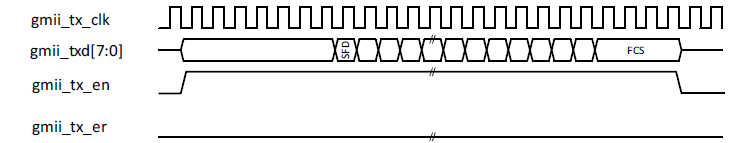 gmii_tx_clk
gmii_txd[7:0]
SFD
FCS
gmii_tx_en
gmii_tx_er